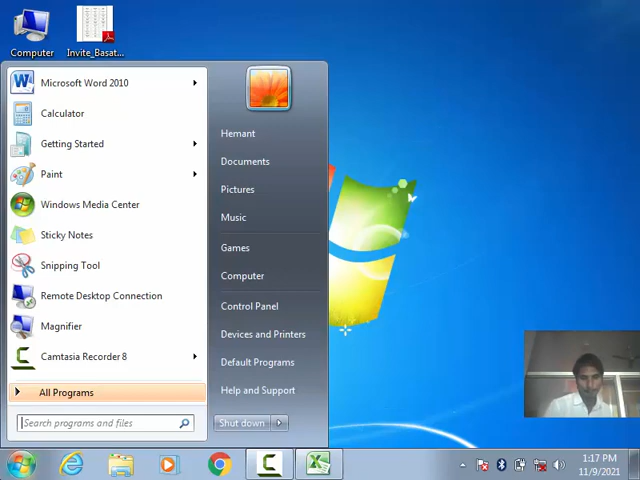 Computer
Invite_Basat...
Microsoft Word 2010
Calculator
Getting Started
Paint
Windows Media Center
Sticky Notes
Snipping Tool
Remote Desktop Connection
Magnifier
Camtasia Recorder 8
All Programs
Search programs and files
Hemant
Documents
Pictures
Music
Games
Computer
Control Panel
Devices and Printers
Default Programs
Help and Support
Shut down
1:17 PM
11/9/2021